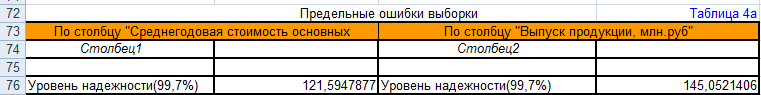 72 Предельные ошибки выборки Таблица 4а
73 По столбцу "Среднегодовая стоимость основных По столбцу "Выпуск продукции, млн.руб"
74 Столбец1 Столбец2
75
76 Уровень надежности(99,7%) 121,5947877 Уровень надежности(99,7%) 145,0521406